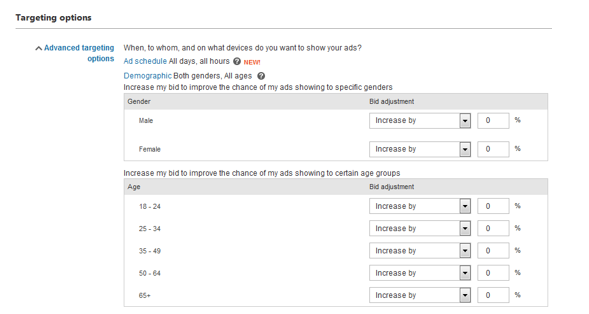 Targeting options
Advanced targeting options
When, to whom, and on what devices do you want to show your ads?
Ad schedule All days, all hours ? NEW!
Demographic Both genders, All ages ?
Increase my bid to improve the chance of my ads showing to specific genders
Gender Bid adjustment
Male Increase by 0 %
Female Increase by 0 %
Increase my bid to improve the chance of my ads showing to certain age groups
Age Bid adjustment
18 - 24 Increase by 0 %
25 - 34 Increase by 0 %
35 - 49 Increase by 0 %
50 - 64 Increase by 0 %
65+ Increase by 0 %